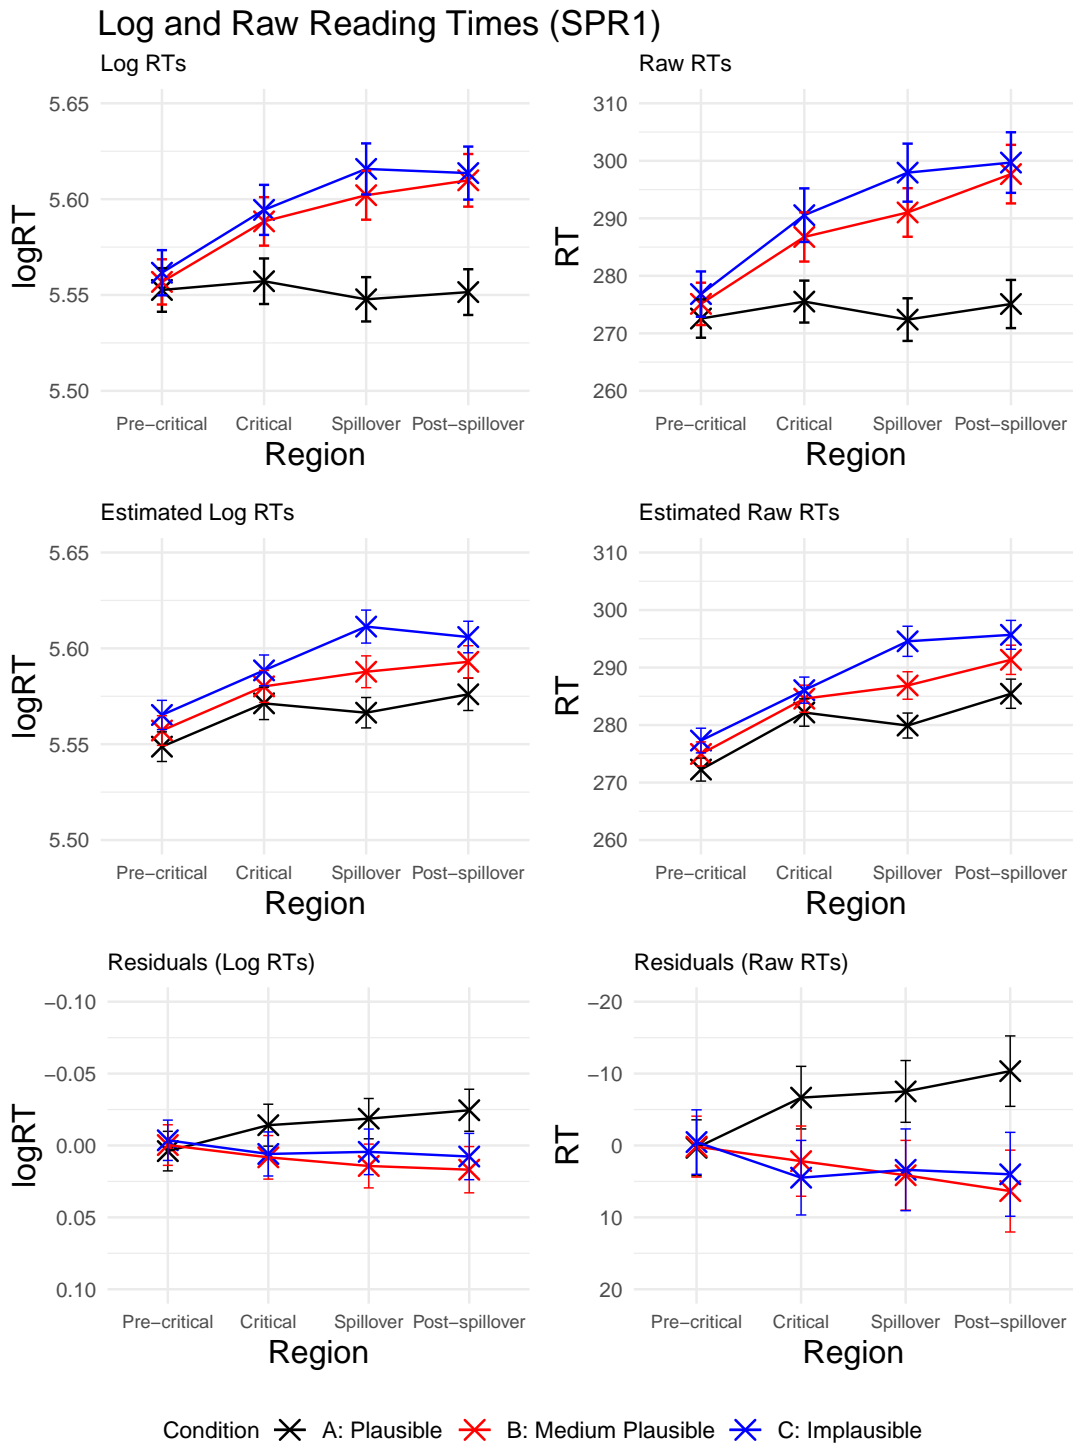 Log and Raw Reading Times (SPR1)
Log RTs
Raw RTs
5.65
5.60
5.55
5.50
logRT
Pre−critical Critical Spillover Post−spillover
Region
310
300
290
280
270
260
RT
Pre−critical Critical Spillover Post−spillover
Region
Estimated Log RTs
Estimated Raw RTs
5.65
5.60
5.55
5.50
logRT
Pre−critical Critical Spillover Post−spillover
Region
310
300
290
280
270
260
RT
Pre−critical Critical Spillover Post−spillover
Region
Residuals (Log RTs)
Residuals (Raw RTs)
−0.10
−0.05
0.00
0.05
0.10
logRT
Pre−critical Critical Spillover Post−spillover
Region
−20
−10
0
10
20
RT
Pre−critical Critical Spillover Post−spillover
Region
Condition A: Plausible B: Medium Plausible C: Implausible